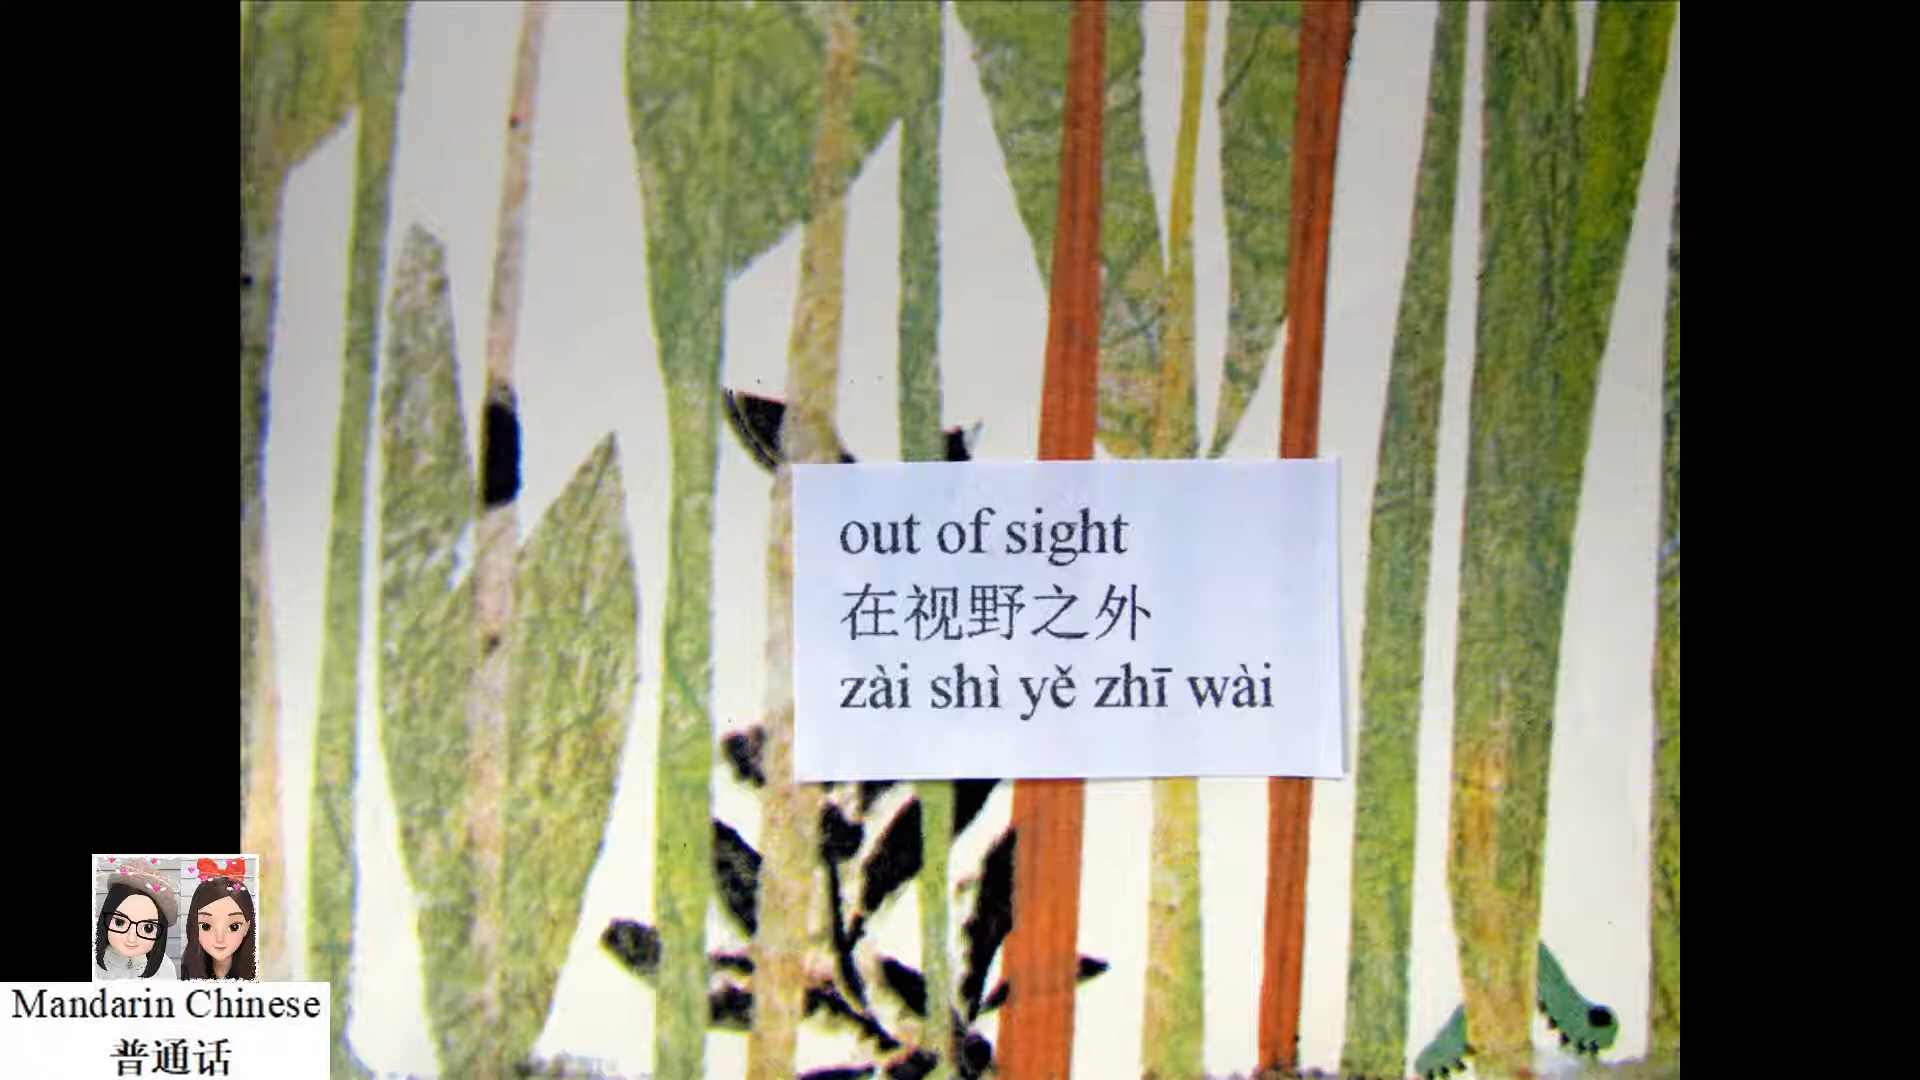 out of sight
在视野之外
zài shì yě zhī wài
Mandarin Chinese
普通话